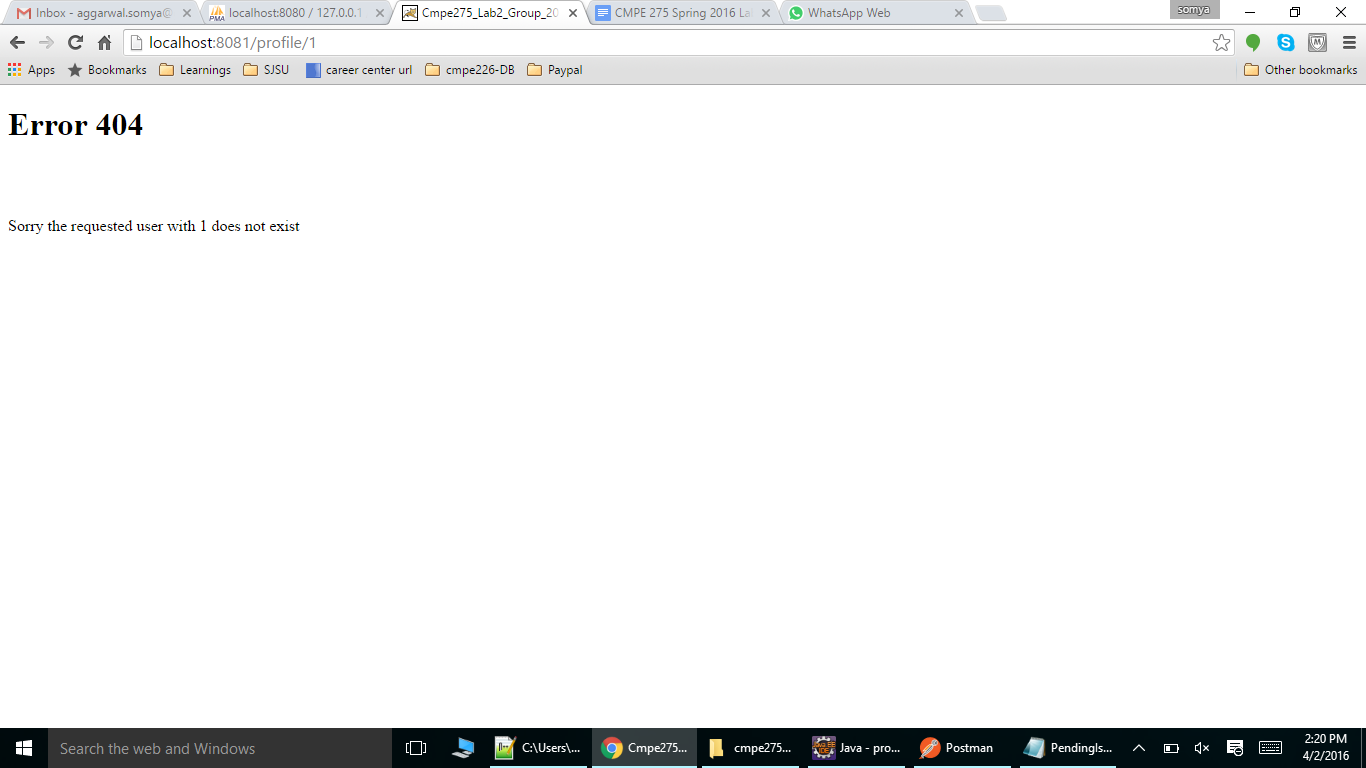 somya
Inbox - aggarwal.somya@
localhost:8080 / 127.0.0.1
Cmpe275_Lab2_Group_20
CMPE 275 Spring 2016 La
WhatsApp Web
localhost:8081/profile/1
Apps Bookmarks Learnings SJSU career center url cmpe226-DB Paypal Other bookmarks
Error 404
Sorry the requested user with 1 does not exist
Search the web and Windows
C:\Users\...
Cmpe275...
cmpe275...
Java - pro...
Postman
PendingIs...
2:20 PM
4/2/2016